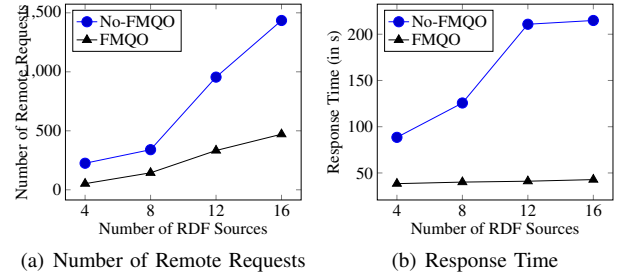 No-FMQO
FMQO
1,500
1,000
500
0
4 8 12 16
Number of RDF Sources
Number of Remote Requests
(a) Number of Remote Requests
No-FMQO
FMQO
200
150
100
50
4 8 12 16
Number of RDF Sources
Response Time (in s)
(b) Response Time